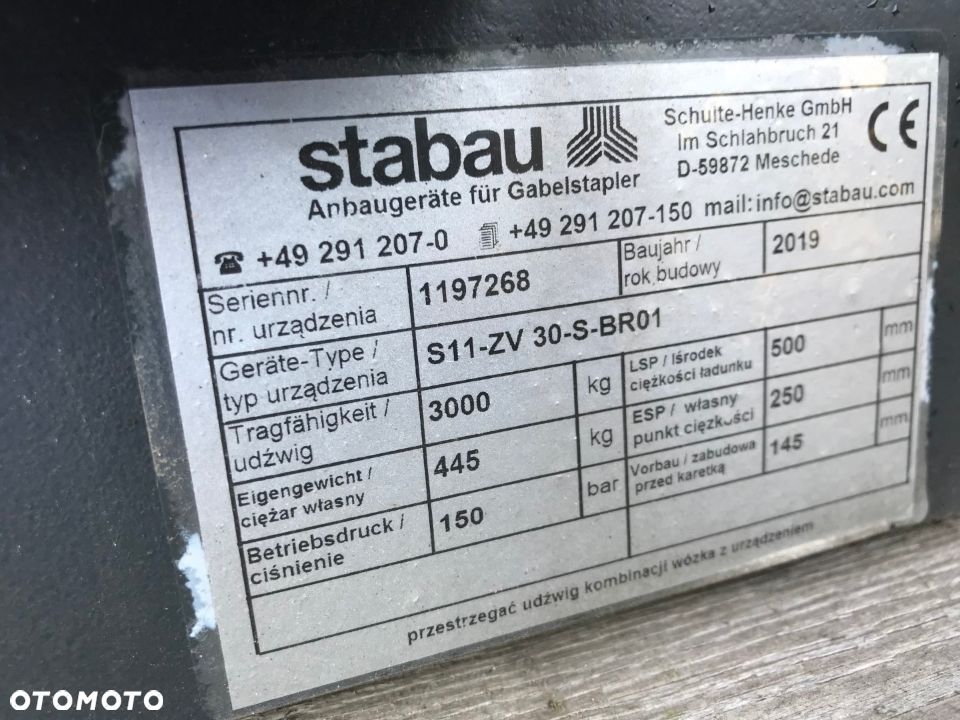 stabau
Anbaugeräte für Gabelstapler
Schulte-Henke GmbH
Im Schlahbruch 21
D-59872 Meschede
CE
+49 291 207-0 +49 291 207-150 mail: info@stabau.com
Seriennr. /
nr. urządzenia
1197268
Baujahr /
rok budowy
2019
Geräte-Type /
typ urządzenia
S11-ZV 30-S-BR01
Tragfähigkeit /
udźwig
3000
kg
LSP / lśrodek
ciężkości ładunku
500
mm
Eigengewicht /
ciężar własny
445
kg
ESP / własny
punkt ciężkości
250
mm
Betriebsdruck /
ciśnienie
150
bar
Vorbau / zabudowa
przed karetką
145
mm
przestrzegać udźwig kombinacji wózka z urządzeniem
OTOMOTO